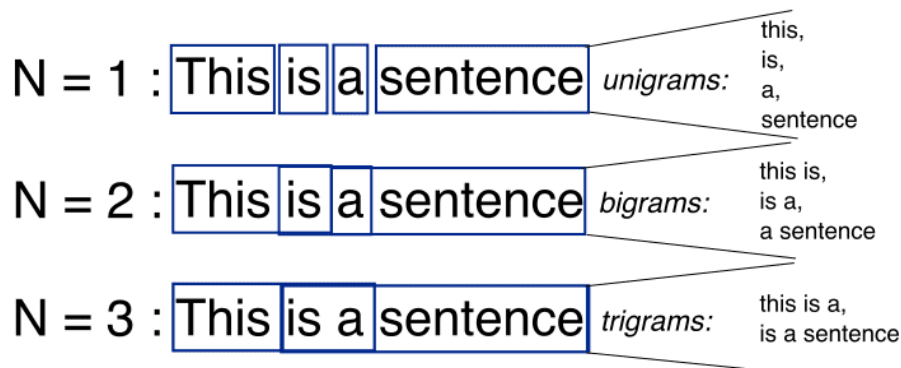 N = 1 : This is a sentence unigrams:
this,
is,
a,
sentence
N = 2 : This is a sentence bigrams:
this is,
is a,
a sentence
N = 3 : This is a sentence trigrams:
this is a,
is a sentence